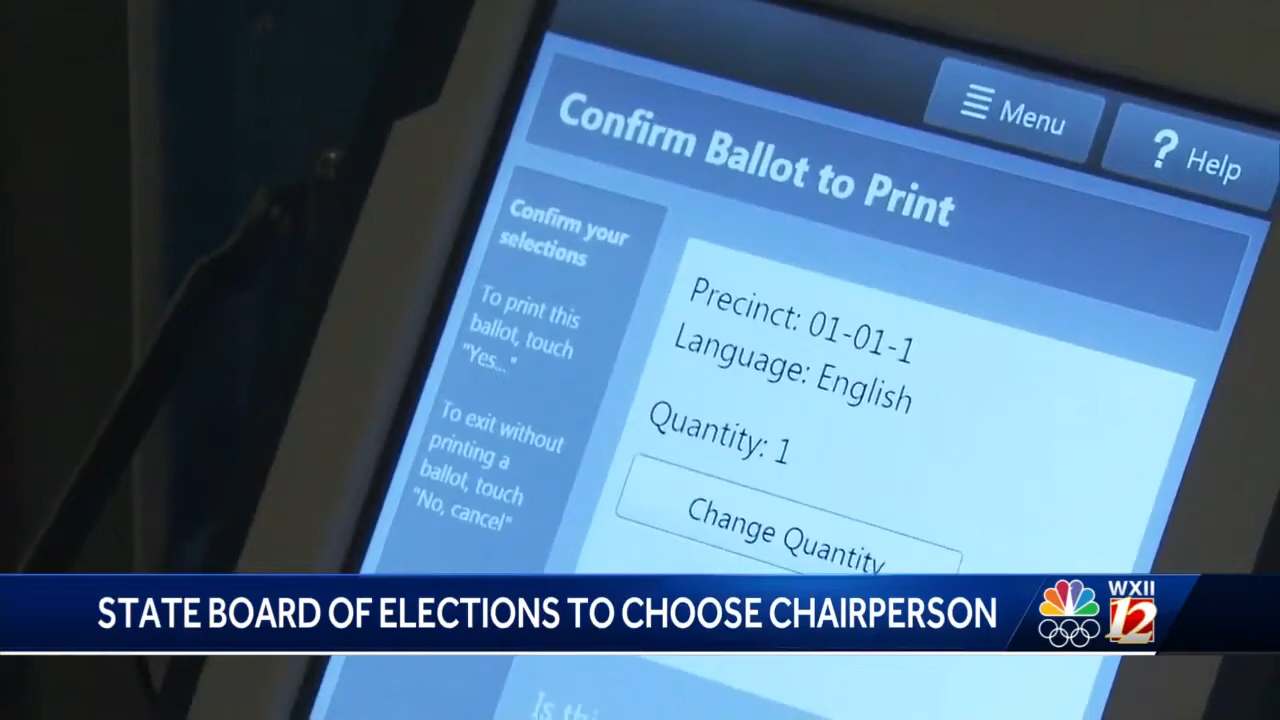 Menu
? Help
Confirm Ballot to Print
Confirm your
selections
To print this
ballot, touch
"Yes..."
To exit without
printing a
ballot, touch
"No, cancel"
Precinct: 01-01-1
Language: English
Quantity: 1
Change Quantity
STATE BOARD OF ELECTIONS TO CHOOSE CHAIRPERSON
WXII
12
Is